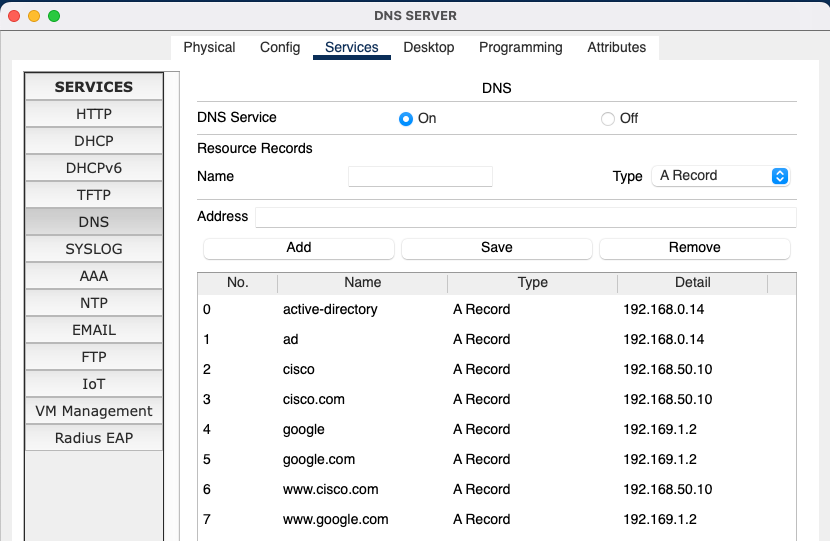 DNS SERVER
Physical Config Services Desktop Programming Attributes
SERVICES
HTTP
DHCP
DHCPv6
TFTP
DNS
SYSLOG
AAA
NTP
EMAIL
FTP
IoT
VM Management
Radius EAP
DNS
DNS Service On Off
Resource Records
Name Type A Record
Address
Add Save Remove
No. Name Type Detail
0 active-directory A Record 192.168.0.14
1 ad A Record 192.168.0.14
2 cisco A Record 192.168.50.10
3 cisco.com A Record 192.168.50.10
4 google A Record 192.169.1.2
5 google.com A Record 192.169.1.2
6 www.cisco.com A Record 192.168.50.10
7 www.google.com A Record 192.169.1.2